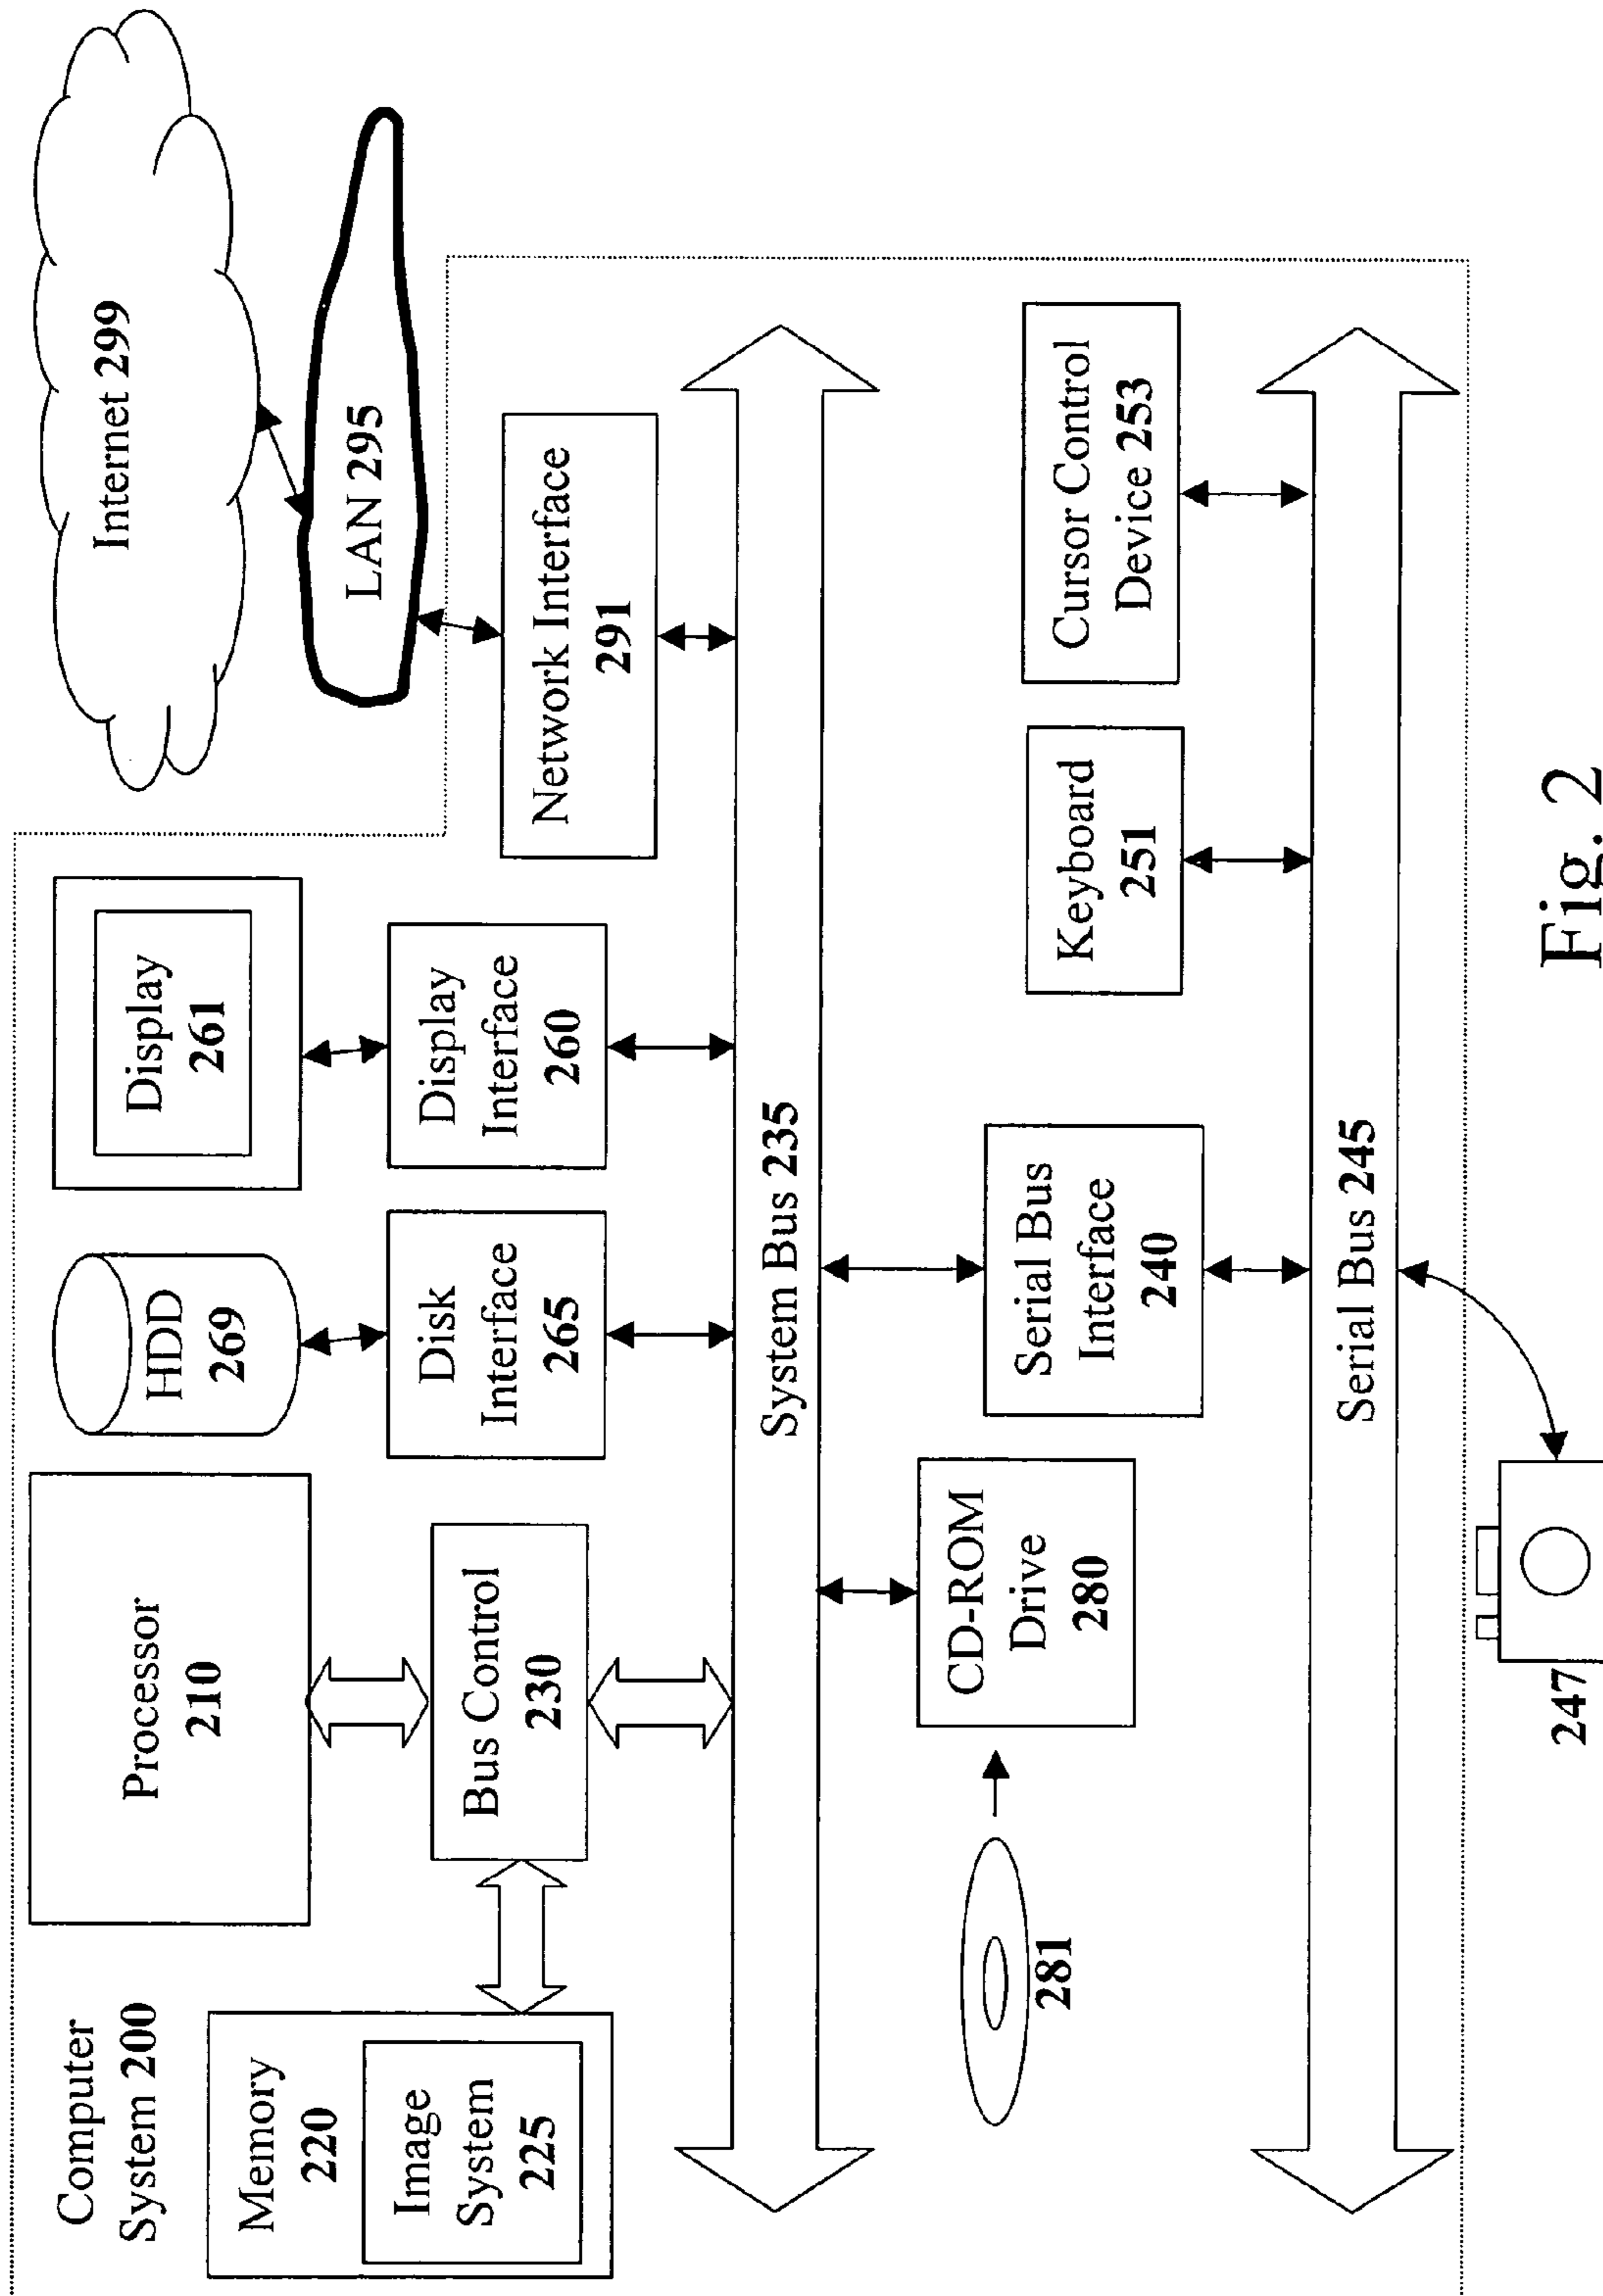 Computer
System 200
Processor
210
HDD
269
Display
261
Internet 299
LAN 295
Memory
220
Image
System
225
Bus Control
230
Disk
Interface
265
Display
Interface
260
Network Interface
291
System Bus 235
281
CD-ROM
Drive
280
Serial Bus
Interface
240
Keyboard
251
Cursor Control
Device 253
Serial Bus 245
247
Fig. 2